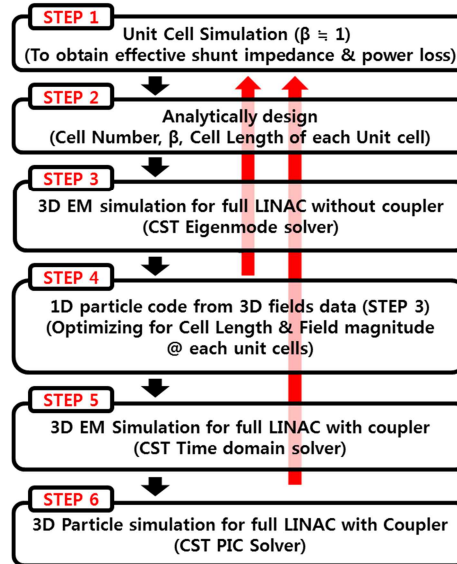 STEP 1
Unit Cell Simulation (β ≒ 1)
(To obtain effective shunt impedance & power loss)
STEP 2
Analytically design
(Cell Number, β, Cell Length of each Unit cell)
STEP 3
3D EM simulation for full LINAC without coupler
(CST Eigenmode solver)
STEP 4
1D particle code from 3D fields data (STEP 3)
(Optimizing for Cell Length & Field magnitude
@ each unit cells)
STEP 5
3D EM Simulation for full LINAC with coupler
(CST Time domain solver)
STEP 6
3D Particle simulation for full LINAC with Coupler
(CST PIC Solver)